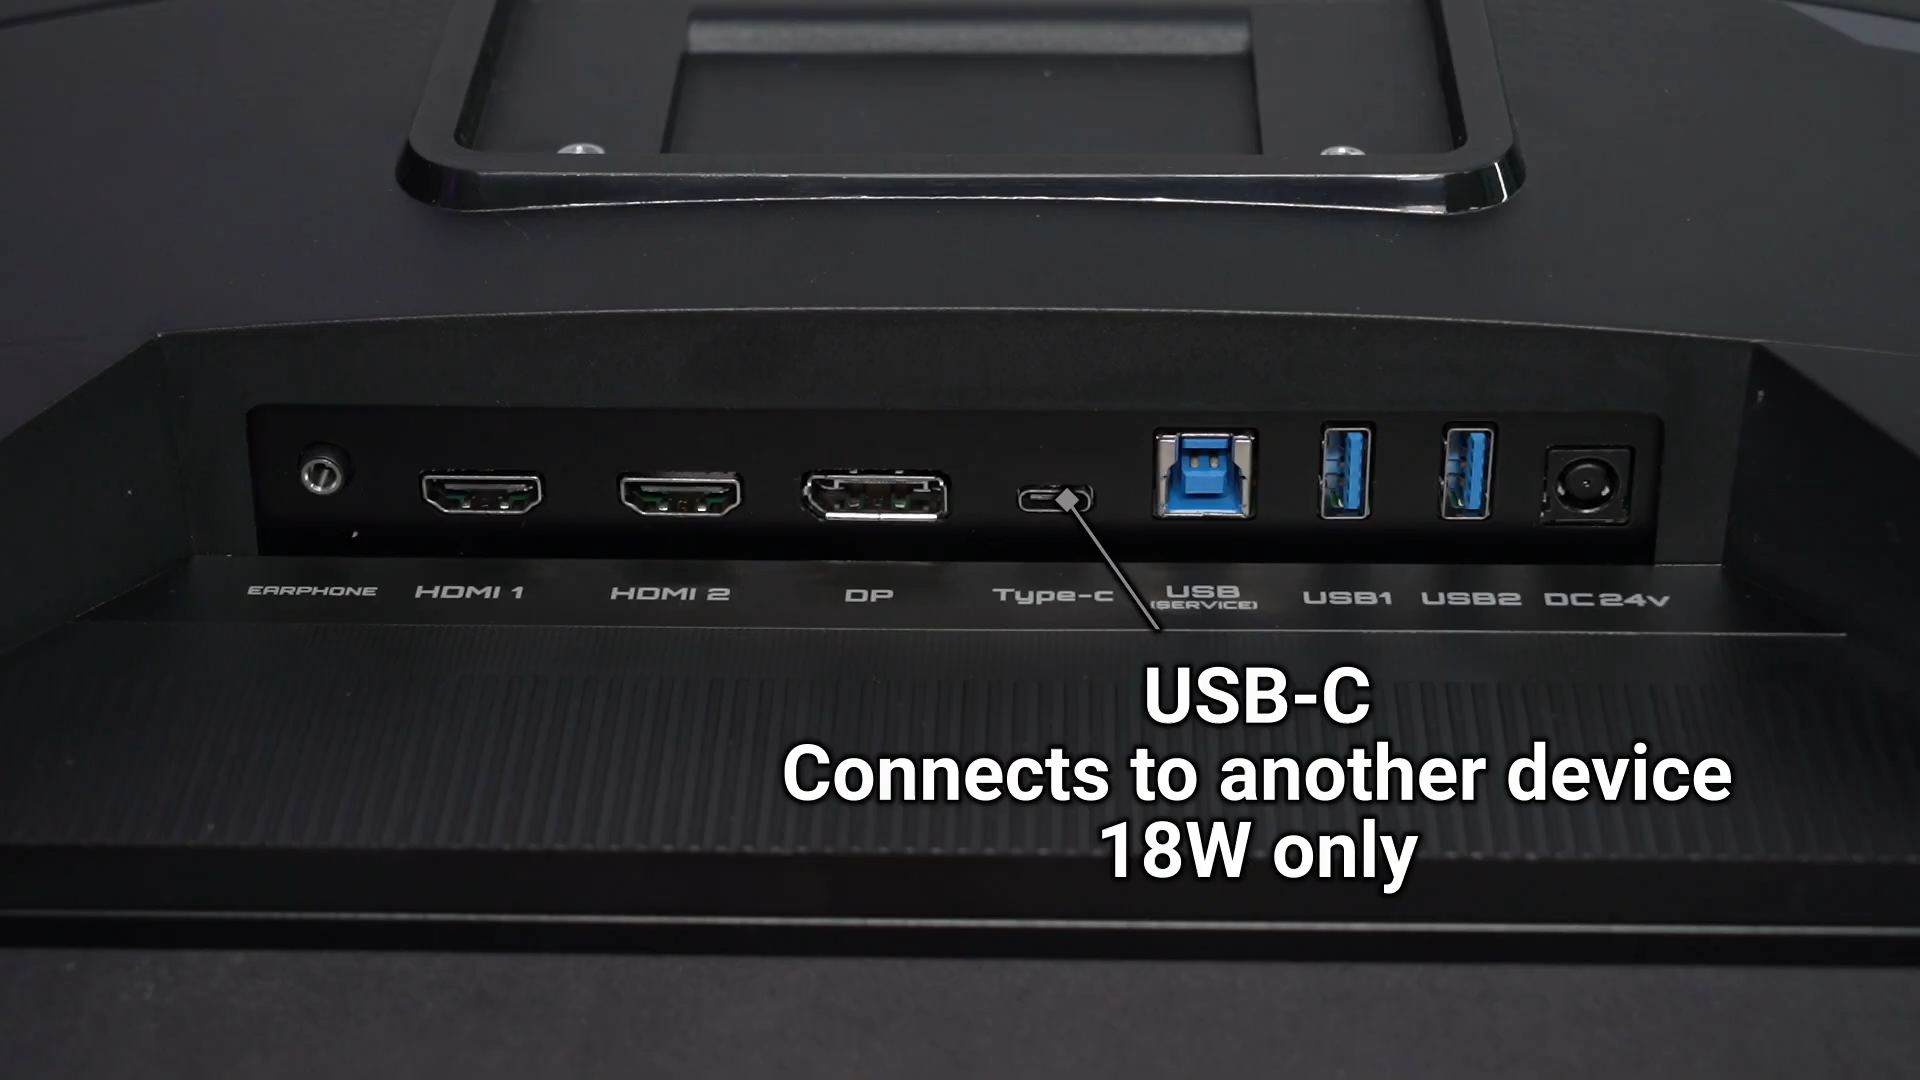 EARPHONE
HDMI 1
HDMI 2
DP
Type-c
USB
(SERVICE)
USB1
USB2
DC 24V
USB-C
Connects to another device
18W only